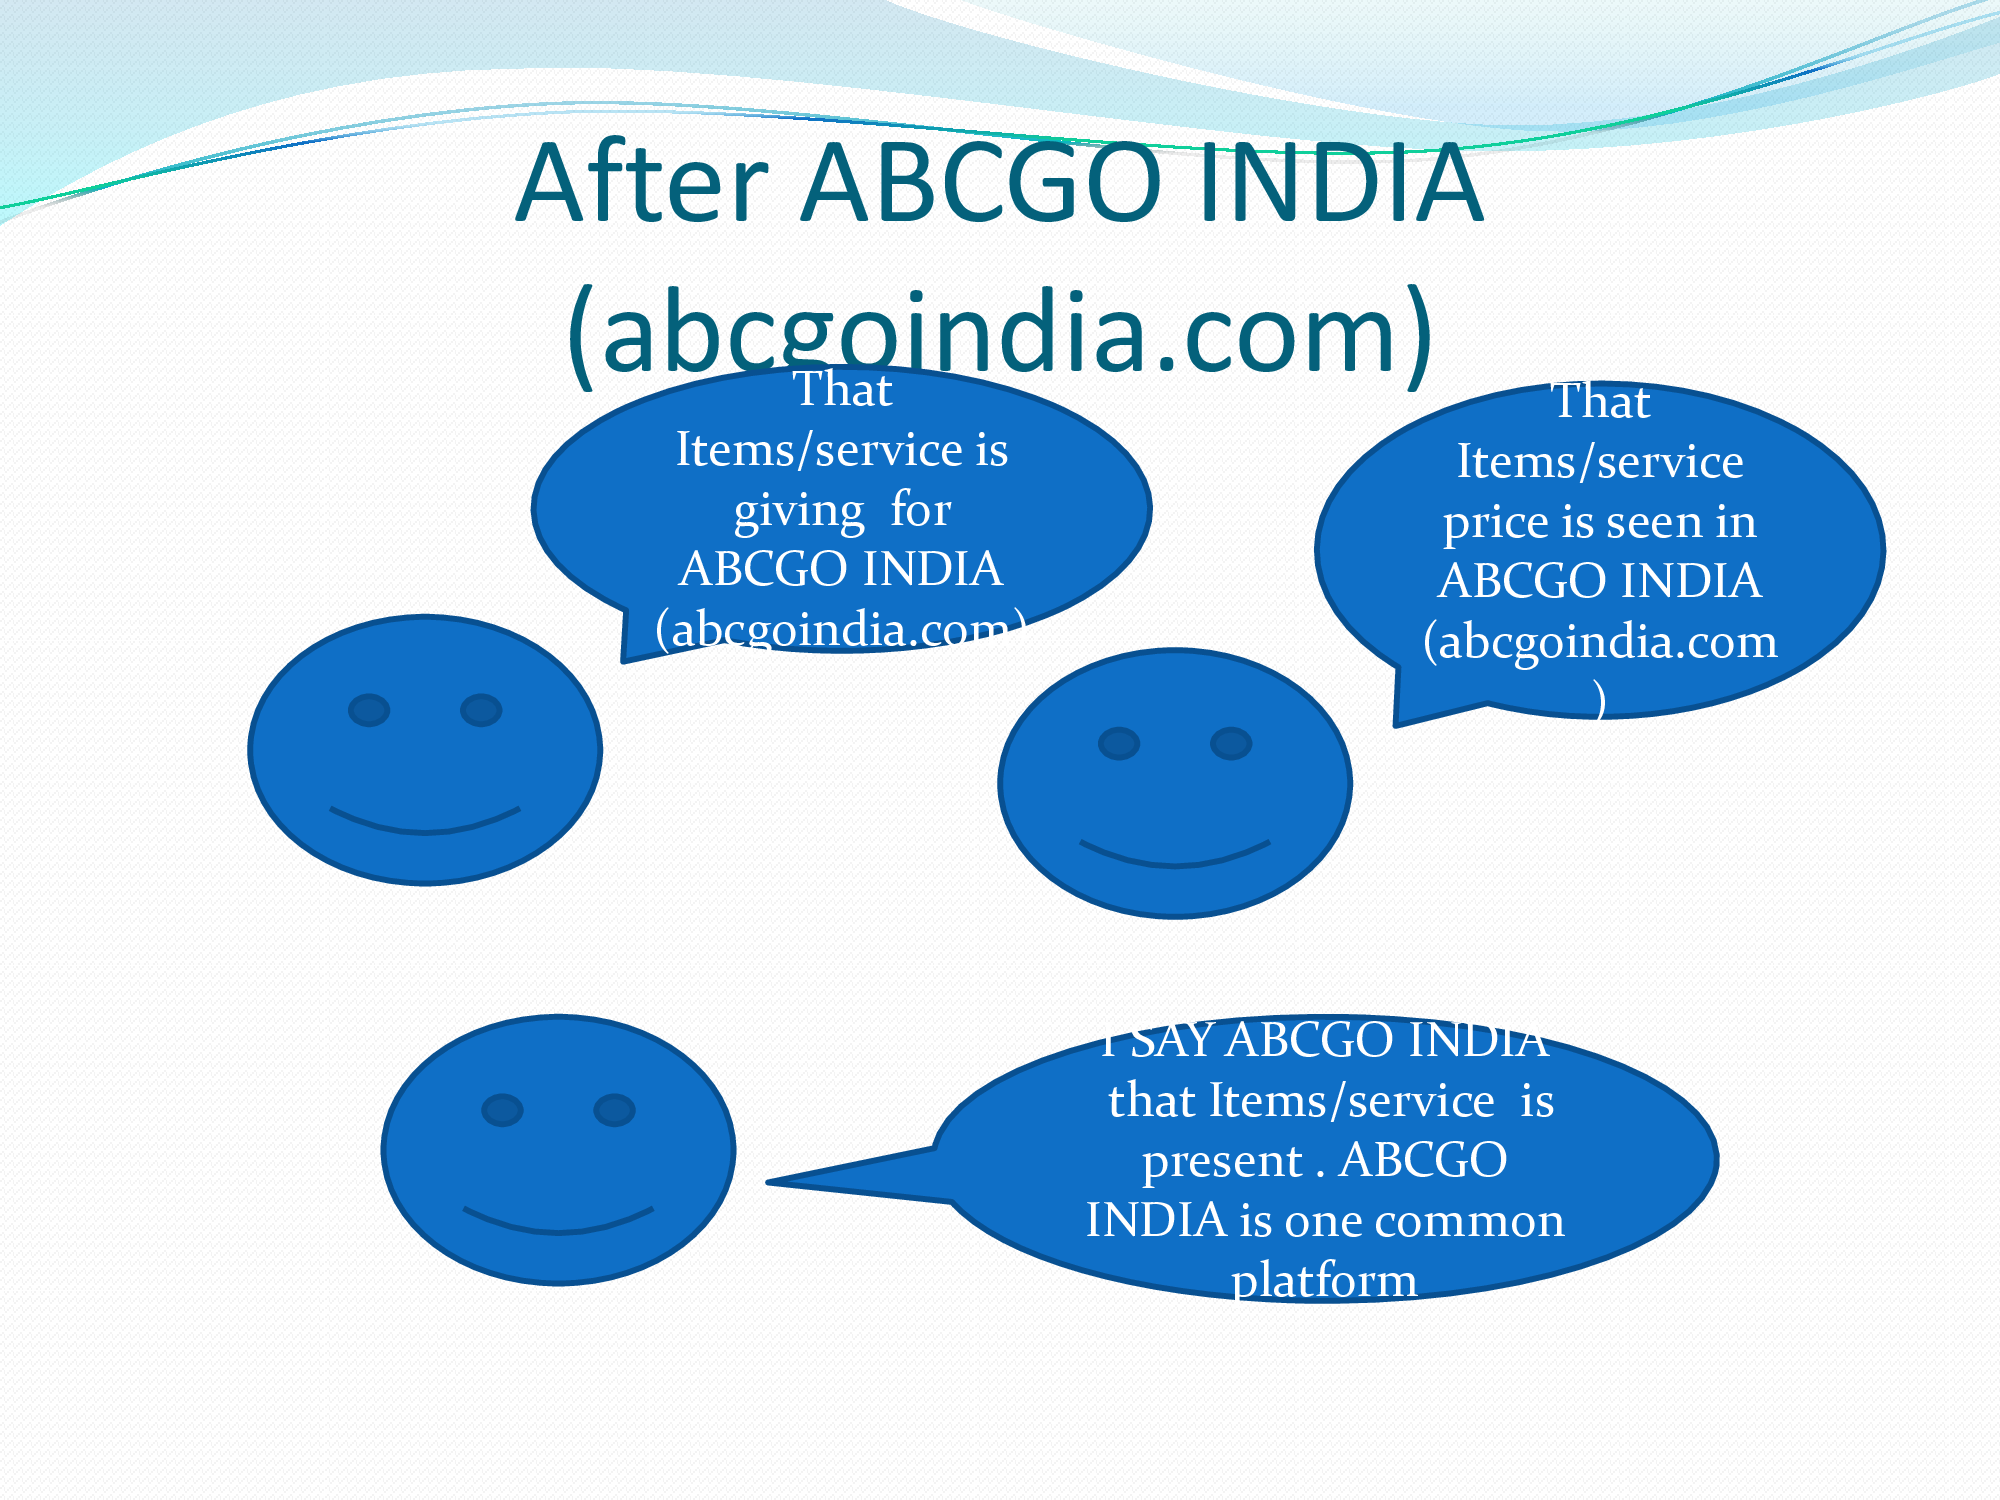 After ABCGO INDIA
(abcgoindia.com)
That
Items/service is
giving for
ABCGO INDIA
(abcgoindia.com)
That
Items/service
price is seen in
ABCGO INDIA
(abcgoindia.com
)
I SAY ABCGO INDIA
that Items/service is
present . ABCGO
INDIA is one common
platform